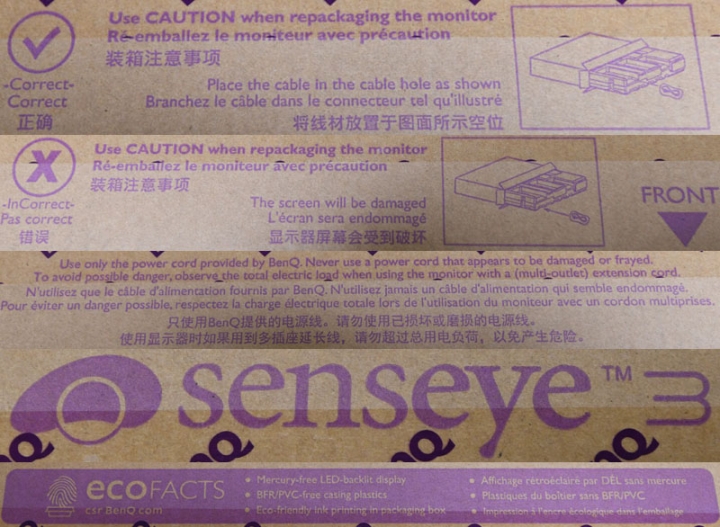 Use CAUTION when repackaging the monitor
Ré-emballez le moniteur avec précaution
装箱注意事项
Place the cable in the cable hole as shown
Branchez le câble dans le connecteur tel qu'illustré
将线材放置于图面所示空位
-Correct-
Correct
正确
Use CAUTION when repackaging the monitor
Ré-emballez le moniteur avec précaution
装箱注意事项
The screen will be damaged
L'écran sera endommagé
显示器屏幕会受到破坏
-InCorrect-
Pas correct
错误
FRONT
Use only the power cord provided by BenQ. Never use a power cord that appears to be damaged or frayed.
To avoid possible danger, observe the total electric load when using the monitor with a (multi-outlet) extension cord.
N'utilisez que le câble d'alimentation fournis par BenQ. N'utilisez jamais un câble d'alimentation qui semble endommagé.
Pour éviter un danger possible, respectez la charge électrique totale lors de l'utilisation du moniteur avec un cordon multiprises.
只使用BenQ提供的电源线。请勿使用已损坏或磨损的电源线。
使用显示器时如果用到多插座延长线，请勿超过总用电负荷，以免产生危险。
senseye™ 3
ecoFACTS
csr.BenQ.com
• Mercury-free LED-backlit display
• BFR/PVC-free casing plastics
• Eco-friendly ink printing in packaging box
• Affichage rétroéclairé par DÉL sans mercure
• Plastiques du boîtier sans BFR/PVC
• Impression à l'encre écologique dans l'emballage